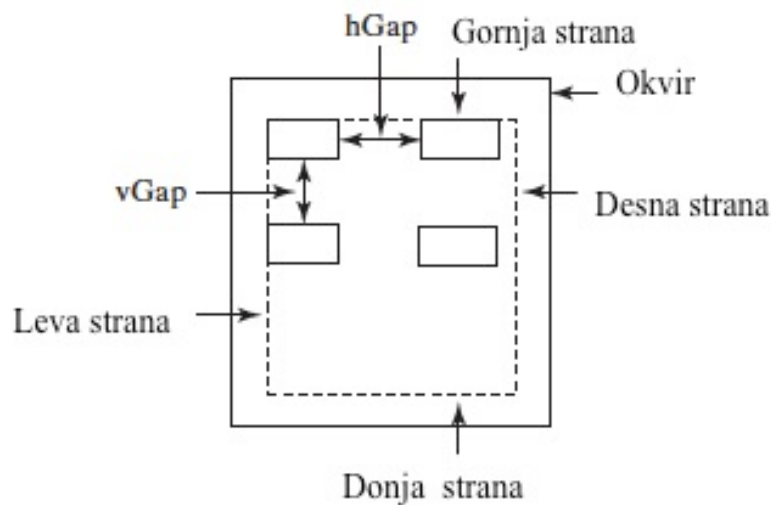 hGap
Gornja strana
Okvir
vGap
Desna strana
Leva strana
Donja strana